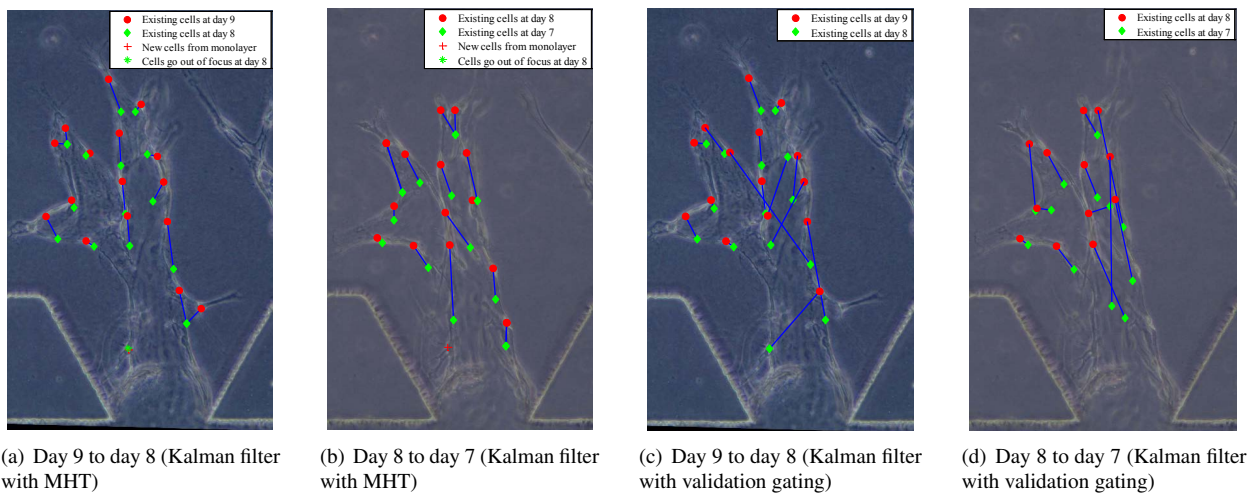 Existing cells at day 9
Existing cells at day 8
New cells from monolayer
Cells go out of focus at day 8
Existing cells at day 8
Existing cells at day 7
New cells from monolayer
Cells go out of focus at day 8
Existing cells at day 9
Existing cells at day 8
Existing cells at day 8
Existing cells at day 7
(a) Day 9 to day 8 (Kalman filter
with MHT)
(b) Day 8 to day 7 (Kalman filter
with MHT)
(c) Day 9 to day 8 (Kalman filter
with validation gating)
(d) Day 8 to day 7 (Kalman filter
with validation gating)